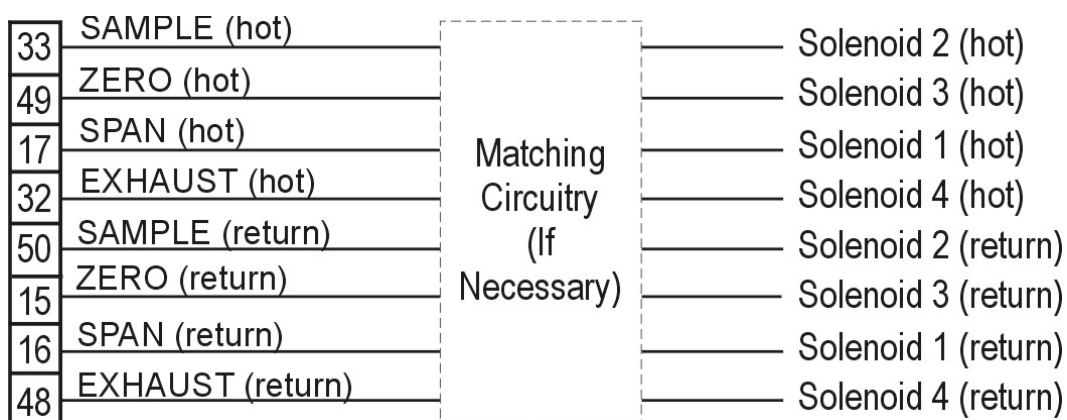 33 SAMPLE (hot) Solenoid 2 (hot)
49 ZERO (hot) Solenoid 3 (hot)
17 SPAN (hot) Solenoid 1 (hot)
32 EXHAUST (hot) Solenoid 4 (hot)
50 SAMPLE (return) Solenoid 2 (return)
15 ZERO (return) Solenoid 3 (return)
16 SPAN (return) Solenoid 1 (return)
48 EXHAUST (return) Solenoid 4 (return)
Matching
Circuitry
(If
Necessary)